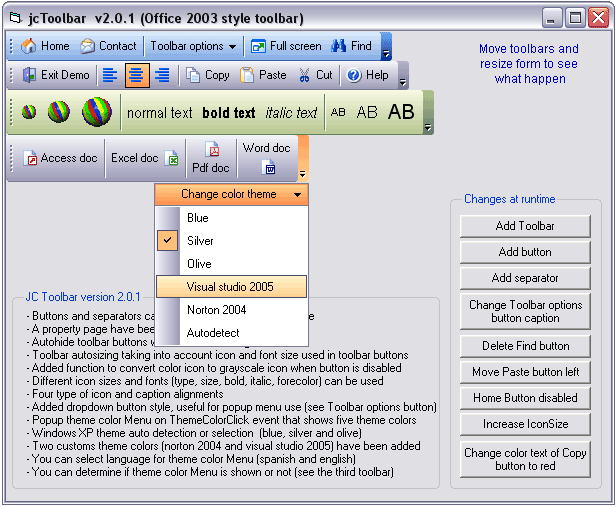 jcToolbar v2.0.1 (Office 2003 style toolbar)
Home Contact Toolbar options Full screen Find
Exit Demo Copy Paste Cut Help
normal text bold text italic text AB AB AB
Access doc Excel doc Pdf doc Word doc
Move toolbars and
resize form to see
what happen
Change color theme
Blue
Silver
Olive
Visual studio 2005
Norton 2004
Autodetect
JC Toolbar version 2.0.1
- Buttons and separators ca
- A property page have been
- Autohide toolbar buttons w
- Toolbar autosizing taking into account icon and font size used in toolbar buttons
- Added function to convert color icon to grayscale icon when button is disabled
- Different icon sizes and fonts (type, size, bold, italic, forecolor) can be used
- Four type of icon and caption alignments
- Added dropdown button style, useful for popup menu use (see Toolbar options button)
- Popup theme color Menu on ThemeColorClick event that shows five theme colors
- Windows XP theme auto detection or selection (blue, silver and olive)
- Two customs theme colors (norton 2004 and visual studio 2005) have been added
- You can select language for theme color Menu (spanish and english)
- You can determine if theme color Menu is shown or not (see the third toolbar)
Changes at runtime
Add Toolbar
Add button
Add separator
Change Toolbar options
button caption
Delete Find button
Move Paste button left
Home Button disabled
Increase IconSize
Change color text of Copy
button to red